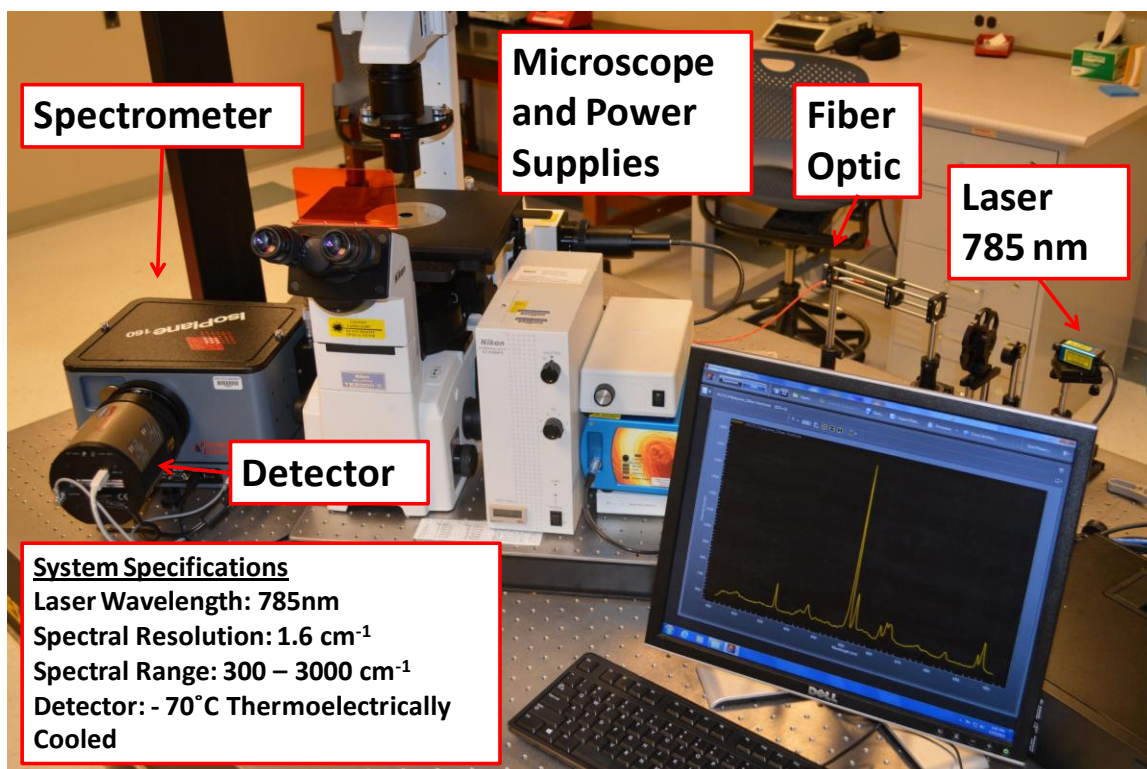 Spectrometer
Microscope
and Power
Supplies
Fiber
Optic
Laser
785 nm
Detector
IsoPlane 160
Nikon
Nikon
DELL
System Specifications
Laser Wavelength: 785nm
Spectral Resolution: 1.6 cm⁻¹
Spectral Range: 300 – 3000 cm⁻¹
Detector: - 70˚C Thermoelectrically
Cooled